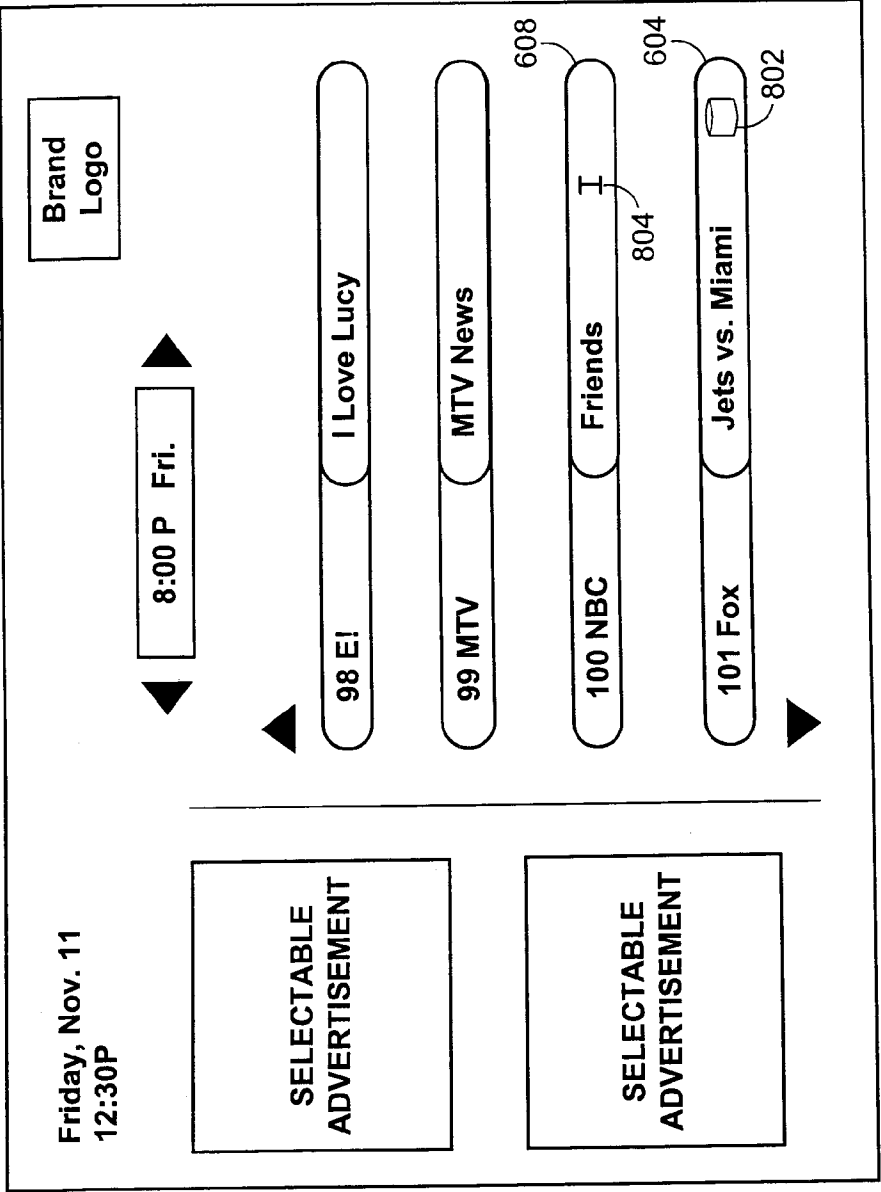 Friday, Nov. 11
12:30P
Brand
Logo
8:00 P Fri.
SELECTABLE
ADVERTISEMENT
SELECTABLE
ADVERTISEMENT
98 E! I Love Lucy
99 MTV MTV News
100 NBC Friends I
608
804
101 Fox Jets vs. Miami
604
802